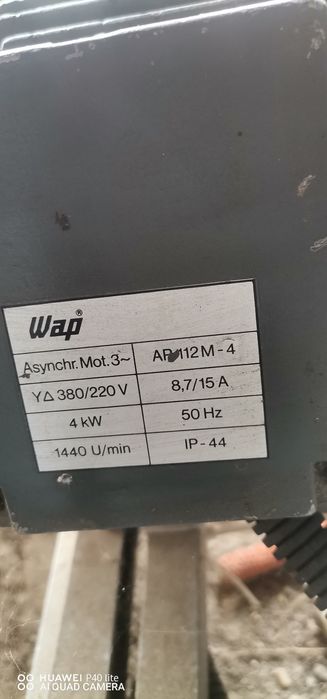 Wap®
Asynchr. Mot. 3~ 112 M - 4
Y∆ 380/220 V 8,7/15 A
4 kW 50 Hz
1440 U/min IP - 44
HUAWEI P40 lite
AI QUAD CAMERA